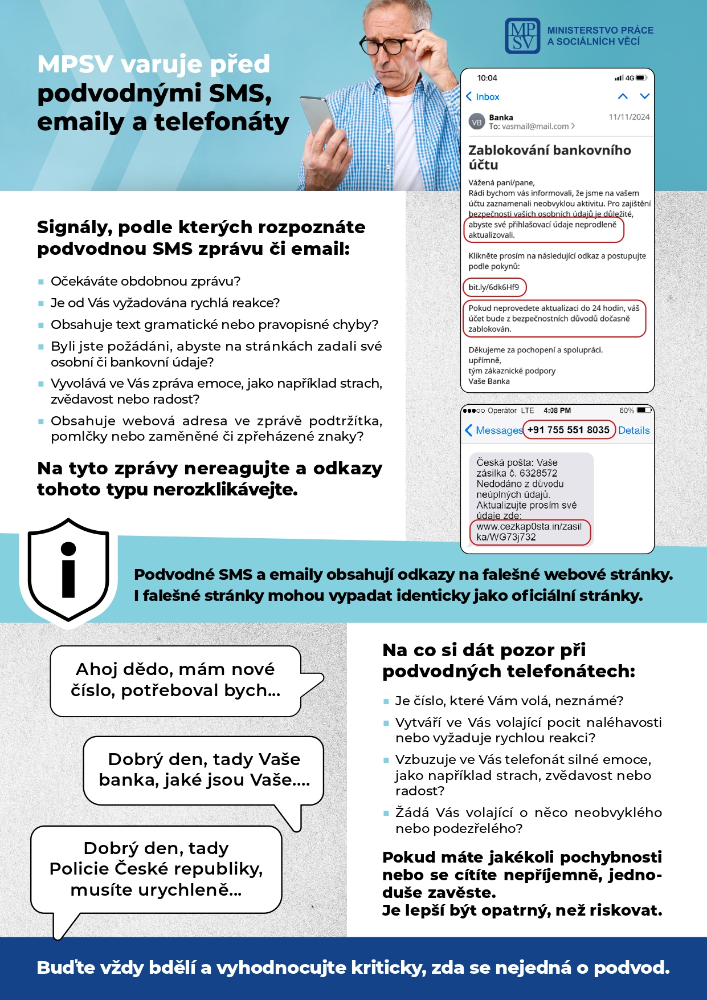 MPSV varuje před
podvodnými SMS,
emaily a telefonáty
MP
SV
MINISTERSTVO PRÁCE
A SOCIÁLNÍCH VĚCÍ
10:04
4G
Inbox
VB
Banka
11/11/2024
To: vasmail@mail.com
Zablokování bankovního
účtu
Vážená paní/pane,
Rádi bychom vás informovali, že jsme na vašem
účtu zaznamenali neobvyklou aktivitu. Pro zajištění
bezpečnosti vašich osobních údajů je důležité,
abyste své přihlašovací údaje neprodleně
aktualizovali.
Klikněte prosím na následující odkaz a postupujte
podle pokynů:
bit.ly/6dk6Hf9
Pokud neprovedete aktualizaci do 24 hodin, váš
účet bude z bezpečnostních důvodů dočasně
zablokován.
Děkujeme za pochopení a spolupráci.
upřímně,
tým zákaznické podpory
Vaše Banka
Signály, podle kterých rozpoznáte
podvodnou SMS zprávu či email:
Očekáváte obdobnou zprávu?
Je od Vás vyžadována rychlá reakce?
Obsahuje text gramatické nebo pravopisné chyby?
Byli jste požádáni, abyste na stránkách zadali své
osobní či bankovní údaje?
Vyvolává ve Vás zpráva emoce, jako například strach,
zvědavost nebo radost?
Obsahuje webová adresa ve zprávě podtržítka,
pomlčky nebo zaměněné či zpřeházené znaky?
Na tyto zprávy nereagujte a odkazy
tohoto typu nerozklikávejte.
Operátor LTE 4:08 PM 60%
Messages +91 755 551 8035 Details
Česká pošta: Vaše
zásilka č. 6328572
Nedodáno z důvodu
neúplných údajů.
Aktualizujte prosím své
údaje zde:
www.cezkap0sta.in/zasil
ka/WG73j732
i
Podvodné SMS a emaily obsahují odkazy na falešné webové stránky.
I falešné stránky mohou vypadat identicky jako oficiální stránky.
Ahoj dědo, mám nové
číslo, potřeboval bych...
Dobrý den, tady Vaše
banka, jaké jsou Vaše....
Dobrý den, tady
Policie České republiky,
musíte urychleně...
Na co si dát pozor při
podvodných telefonátech:
Je číslo, které Vám volá, neznámé?
Vytváří ve Vás volající pocit naléhavosti
nebo vyžaduje rychlou reakci?
Vzbuzuje ve Vás telefonát silné emoce,
jako například strach, zvědavost nebo
radost?
Žádá Vás volající o něco neobvyklého
nebo podezřelého?
Pokud máte jakékoli pochybnosti
nebo se cítíte nepříjemně, jedno-
duše zavěste.
Je lepší být opatrný, než riskovat.
Buďte vždy bdělí a vyhodnocujte kriticky, zda se nejedná o podvod.